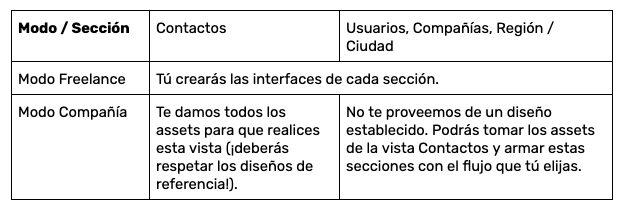 Modo / Sección
Contactos
Usuarios, Compañías, Región /
Ciudad
Modo Freelance
Tú crearás las interfaces de cada sección.
Modo Compañía
Te damos todos los
assets para que realices
esta vista (¡deberás
respetar los diseños de
referencia!).
No te proveemos de un diseño
establecido. Podrás tomar los assets
de la vista Contactos y armar estas
secciones con el flujo que tú elijas.